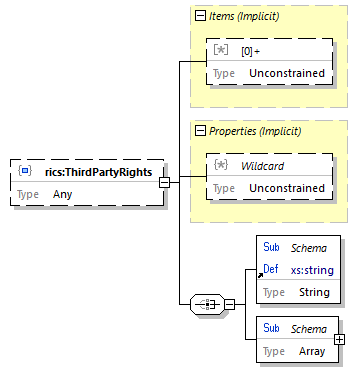 Items (Implicit)
[*] [0]+
Type Unconstrained
Properties (Implicit)
{*} Wildcard
Type Unconstrained
rics:ThirdPartyRights
Type Any
Sub Schema
Def xs:string
Type String
Sub Schema
Type Array